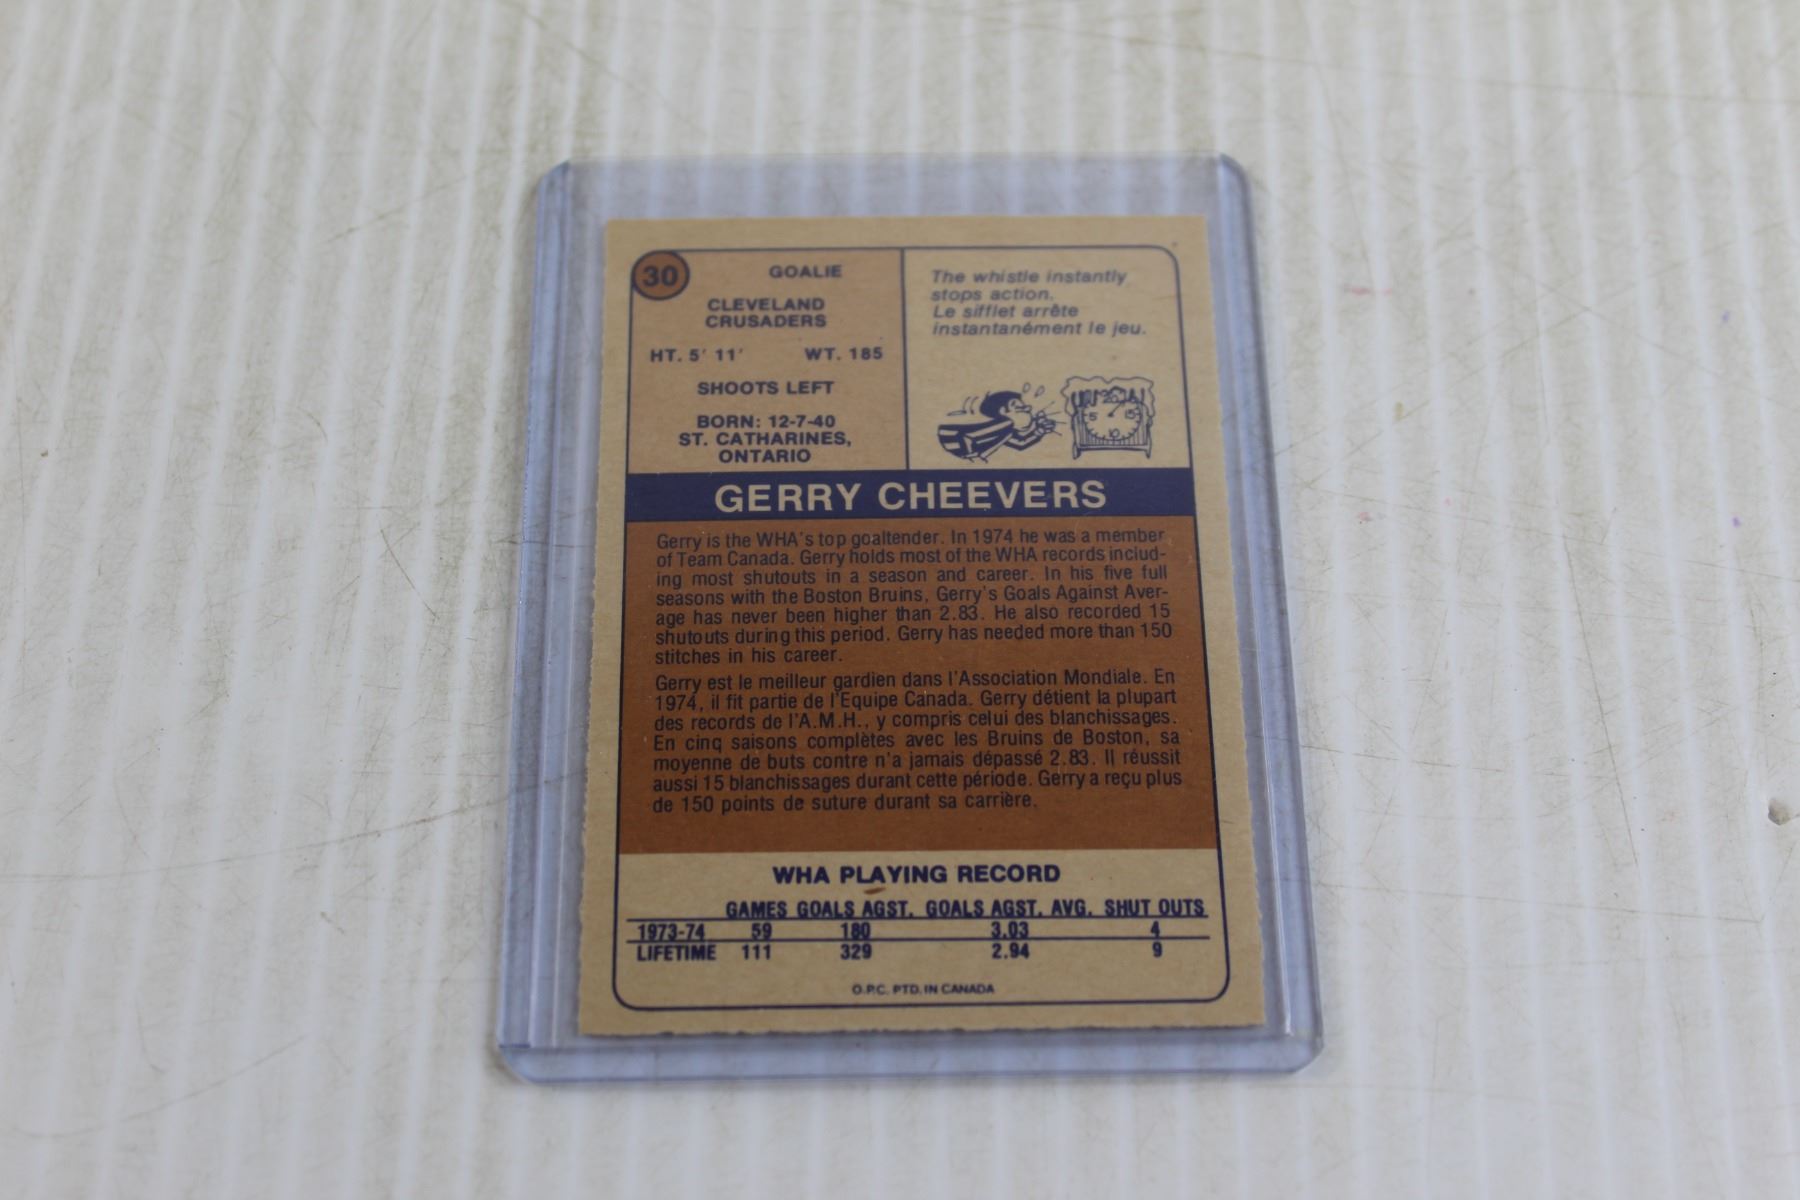 30
GOALIE
CLEVELAND
CRUSADERS
HT. 5' 11' WT. 185
SHOOTS LEFT
BORN: 12-7-40
ST. CATHARINES,
ONTARIO
The whistle instantly
stops action.
Le sifflet arrête
instantanément le jeu.
5 15
10
GERRY CHEEVERS
Gerry is the WHA's top goaltender. In 1974 he was a member
of Team Canada. Gerry holds most of the WHA records includ-
ing most shutouts in a season and career. In his five full
seasons with the Boston Bruins, Gerry's Goals Against Aver-
age has never been higher than 2.83. He also recorded 15
shutouts during this period. Gerry has needed more than 150
stitches in his career.
Gerry est le meilleur gardien dans l'Association Mondiale. En
1974, il fit partie de l'Equipe Canada. Gerry détient la plupart
des records de l'A.M.H., y compris celui des blanchissages.
En cinq saisons complètes avec les Bruins de Boston, sa
moyenne de buts contre n'a jamais dépassé 2.83. Il réussit
aussi 15 blanchissages durant cette période. Gerry a reçu plus
de 150 points de suture durant sa carrière.
WHA PLAYING RECORD
GAMES GOALS AGST. GOALS AGST. AVG. SHUT OUTS
1973-74 59 180 3.03 4
LIFETIME 111 329 2.94 9
O.P.C. PTD. IN CANADA